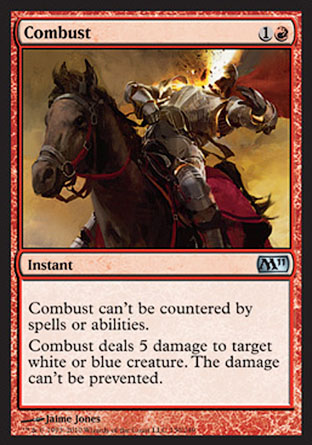 Combust 1
Instant M11
Combust can't be countered by
spells or abilities.
Combust deals 5 damage to target
white or blue creature. The damage
can't be prevented.
Jaime Jones